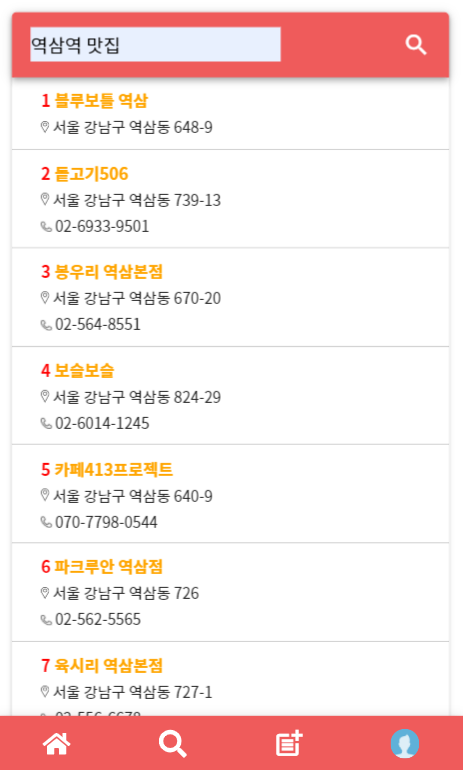 역삼역 맛집
1 블루보틀 역삼
서울 강남구 역삼동 648-9
2 돝고기506
서울 강남구 역삼동 739-13
02-6933-9501
3 봉우리 역삼본점
서울 강남구 역삼동 670-20
02-564-8551
4 보슬보슬
서울 강남구 역삼동 824-29
02-6014-1245
5 카페413프로젝트
서울 강남구 역삼동 640-9
070-7798-0544
6 파크루안 역삼점
서울 강남구 역삼동 726
02-562-5565
7 육시리 역삼본점
서울 강남구 역삼동 727-1